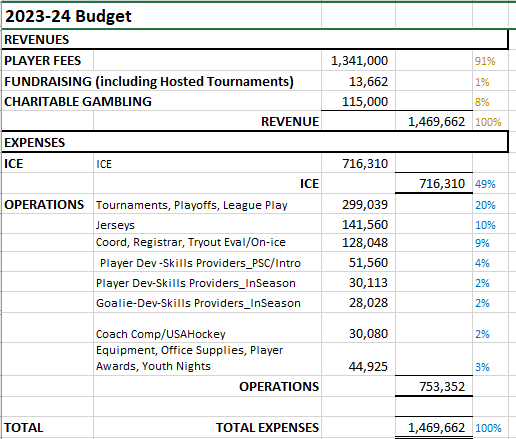 2023-24 Budget
REVENUES
PLAYER FEES 1,341,000 91%
FUNDRAISING (including Hosted Tournaments) 13,662 1%
CHARITABLE GAMBLING 115,000 8%
REVENUE 1,469,662 100%
EXPENSES
ICE ICE 716,310
ICE 716,310 49%
OPERATIONS Tournaments, Playoffs, League Play 299,039 20%
Jerseys 141,560 10%
Coord, Registrar, Tryout Eval/On-ice 128,048 9%
Player Dev -Skills Providers_PSC/Intro 51,560 4%
Player Dev-Skills Providers_InSeason 30,113 2%
Goalie-Dev-Skills Providers_InSeason 28,028 2%
Coach Comp/USAHockey 30,080 2%
Equipment, Office Supplies, Player
Awards, Youth Nights 44,925 3%
OPERATIONS 753,352
TOTAL TOTAL EXPENSES 1,469,662 100%